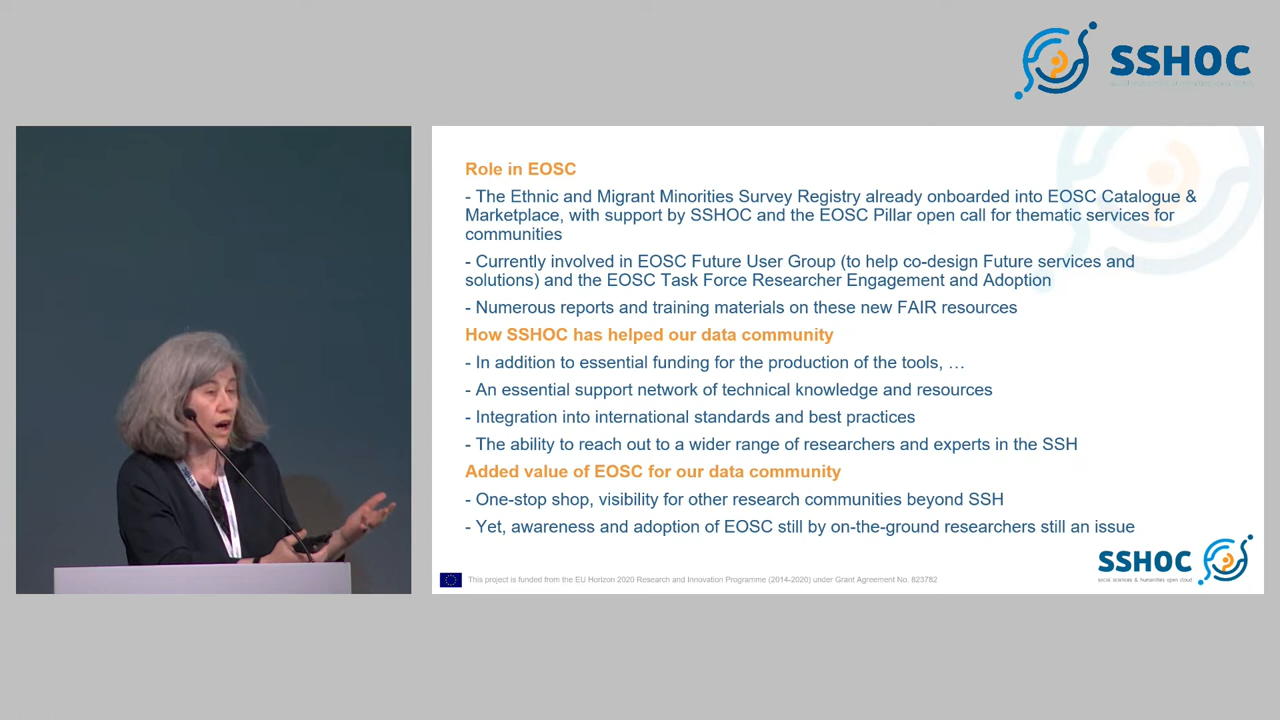 SSHOC
Role in EOSC
- The Ethnic and Migrant Minorities Survey Registry already onboarded into EOSC Catalogue &
Marketplace, with support by SSHOC and the EOSC Pillar open call for thematic services for
communities
- Currently involved in EOSC Future User Group (to help co-design Future services and
solutions) and the EOSC Task Force Researcher Engagement and Adoption
- Numerous reports and training materials on these new FAIR resources
How SSHOC has helped our data community
- In addition to essential funding for the production of the tools, …
- An essential support network of technical knowledge and resources
- Integration into international standards and best practices
- The ability to reach out to a wider range of researchers and experts in the SSH
Added value of EOSC for our data community
- One-stop shop, visibility for other research communities beyond SSH
- Yet, awareness and adoption of EOSC still by on-the-ground researchers still an issue
SSHOC
social sciences & humanities open cloud
This project is funded from the EU Horizon 2020 Research and Innovation Programme (2014-2020) under Grant Agreement No. 823782